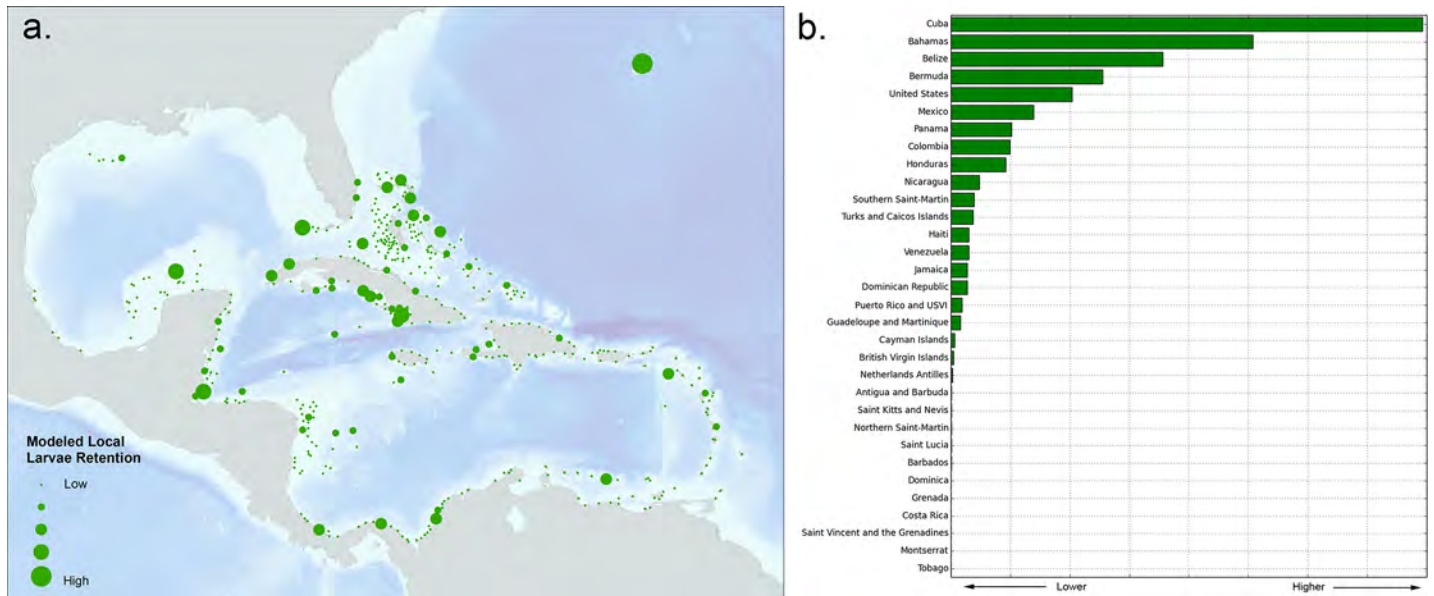 a.
Modeled Local
Larvae Retention
Low
High
b.
Cuba
Bahamas
Belize
Bermuda
United States
Mexico
Panama
Colombia
Honduras
Nicaragua
Southern Saint-Martin
Turks and Caicos Islands
Haiti
Venezuela
Jamaica
Dominican Republic
Puerto Rico and USVI
Guadeloupe and Martinique
Cayman Islands
British Virgin Islands
Netherlands Antilles
Antigua and Barbuda
Saint Kitts and Nevis
Northern Saint-Martin
Saint Lucia
Barbados
Dominica
Grenada
Costa Rica
Saint Vincent and the Grenadines
Montserrat
Tobago
Lower Higher